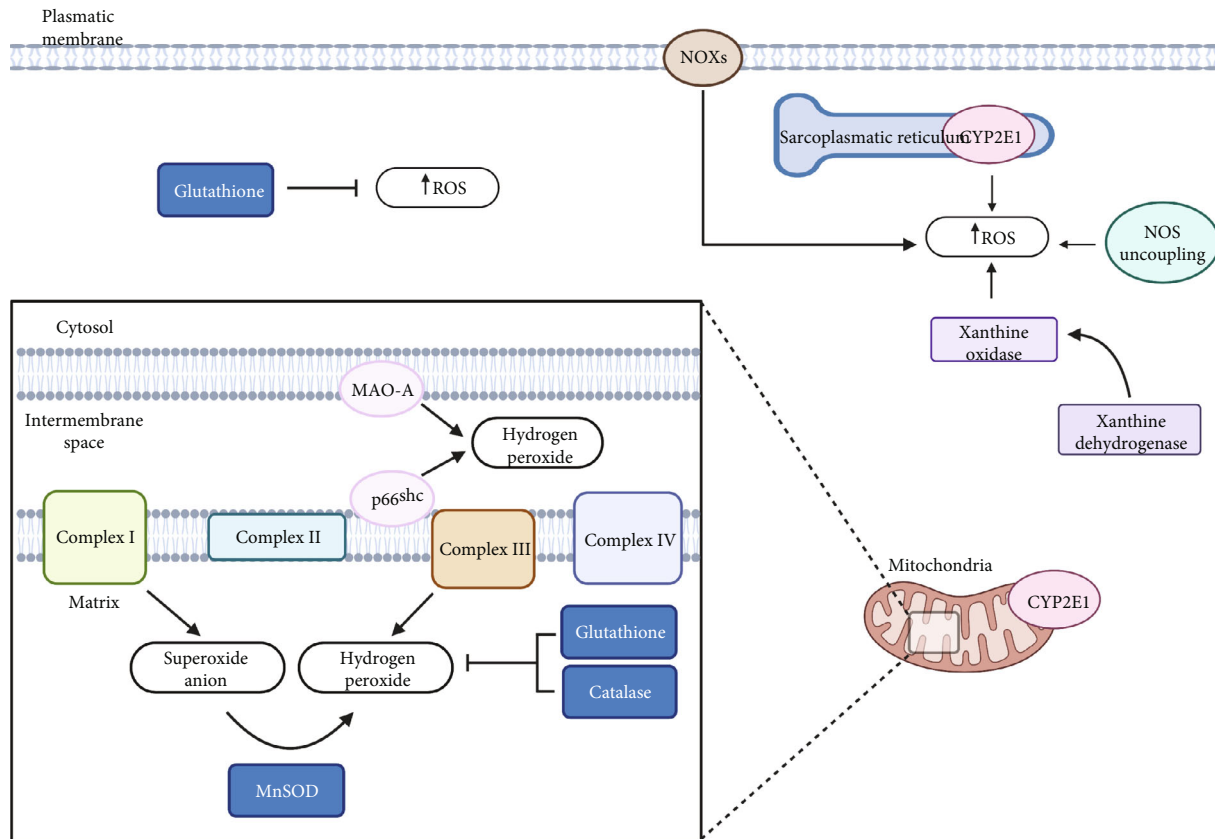 Plasmatic
membrane
NOXs
Sarcoplasmatic reticulum
CYP2E1
Glutathione
↑ROS
↑ROS
NOS
uncoupling
Xanthine
oxidase
Xanthine
dehydrogenase
Cytosol
MAO-A
Intermembrane
space
Hydrogen
peroxide
p66shc
Complex I
Complex II
Complex III
Complex IV
Matrix
Superoxide
anion
Hydrogen
peroxide
Glutathione
Catalase
MnSOD
Mitochondria
CYP2E1